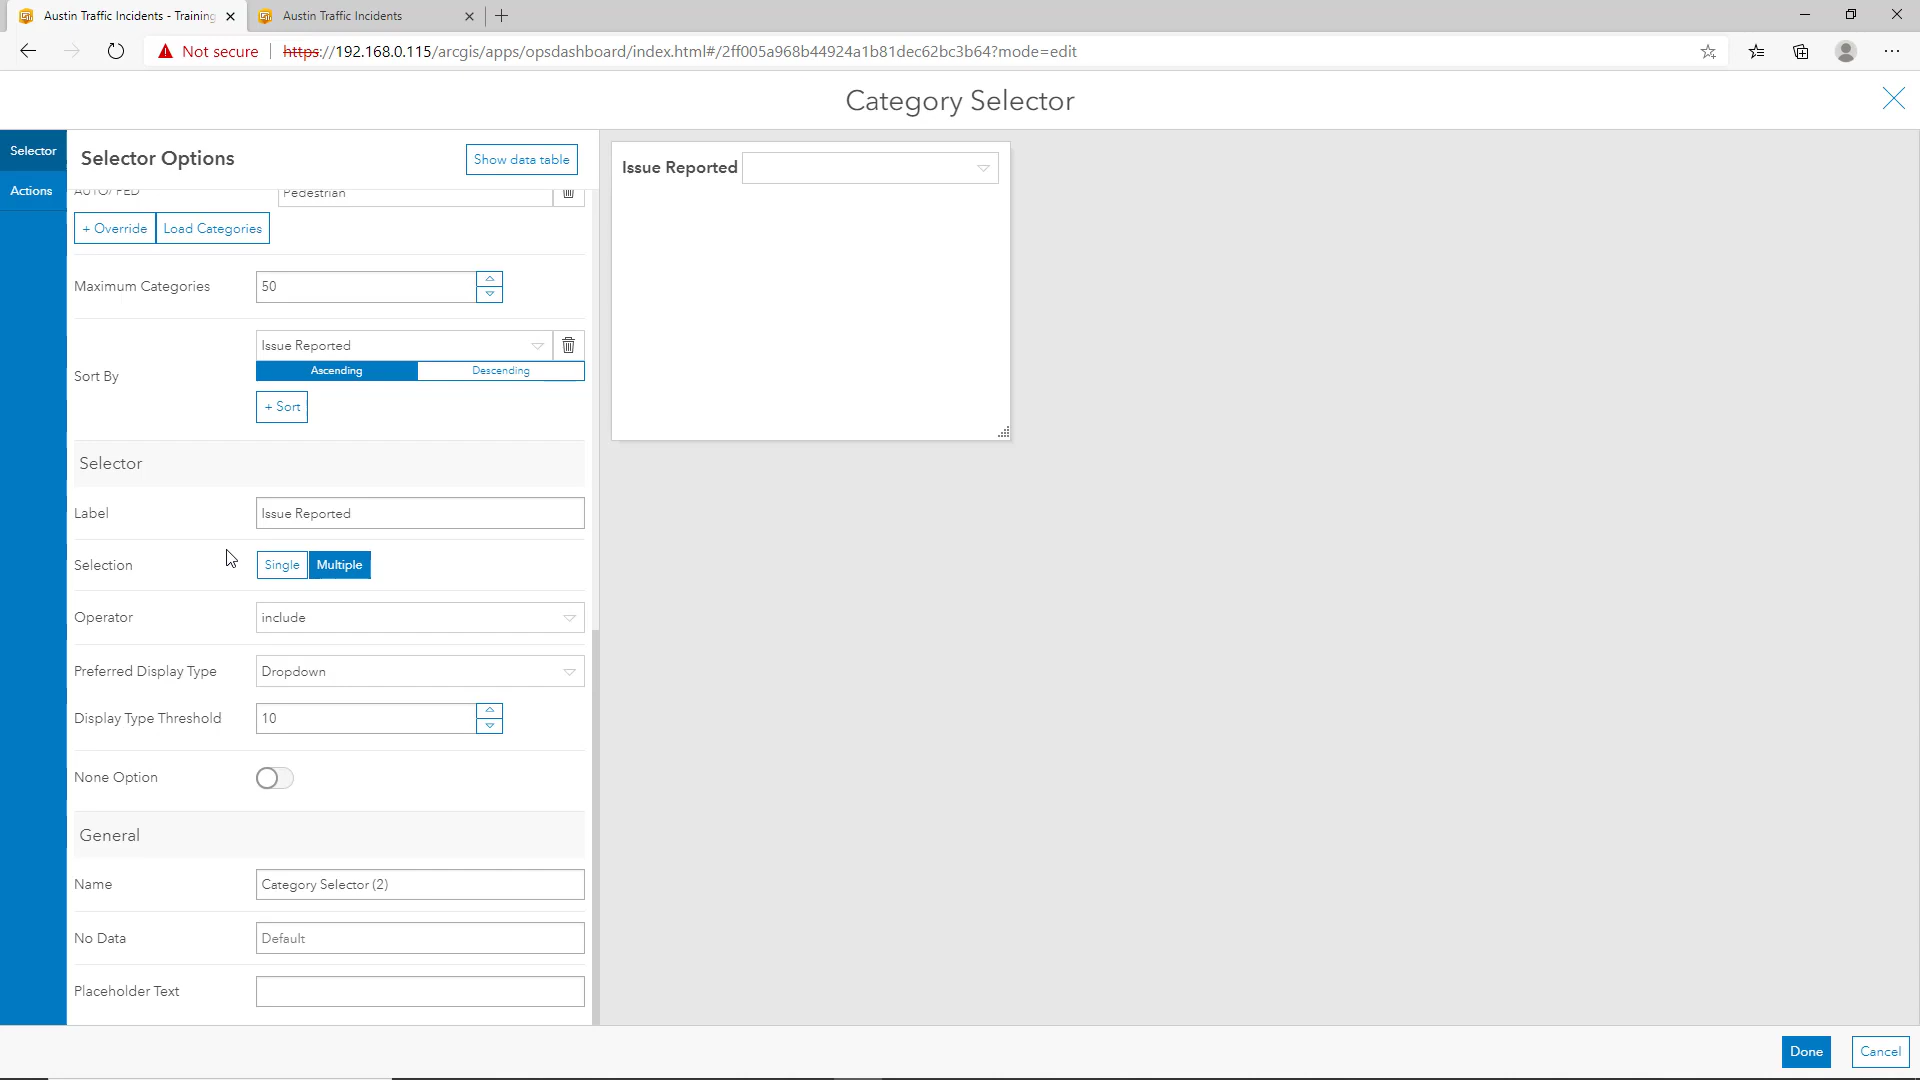 Austin Traffic Incidents - Training
Austin Traffic Incidents
Not secure
https://192.168.0.115/arcgis/apps/opsdashboard/index.html#/2ff005a968b44924a1b81dec62bc3b64?mode=edit
Category Selector
Selector
Actions
Selector Options
Show data table
AUTO/ PED
Pedestrian
+ Override
Load Categories
Maximum Categories
50
Sort By
Issue Reported
Ascending
Descending
+ Sort
Selector
Label
Issue Reported
Selection
Single
Multiple
Operator
include
Preferred Display Type
Dropdown
Display Type Threshold
10
None Option
General
Name
Category Selector (2)
No Data
Default
Placeholder Text
Issue Reported
Done
Cancel